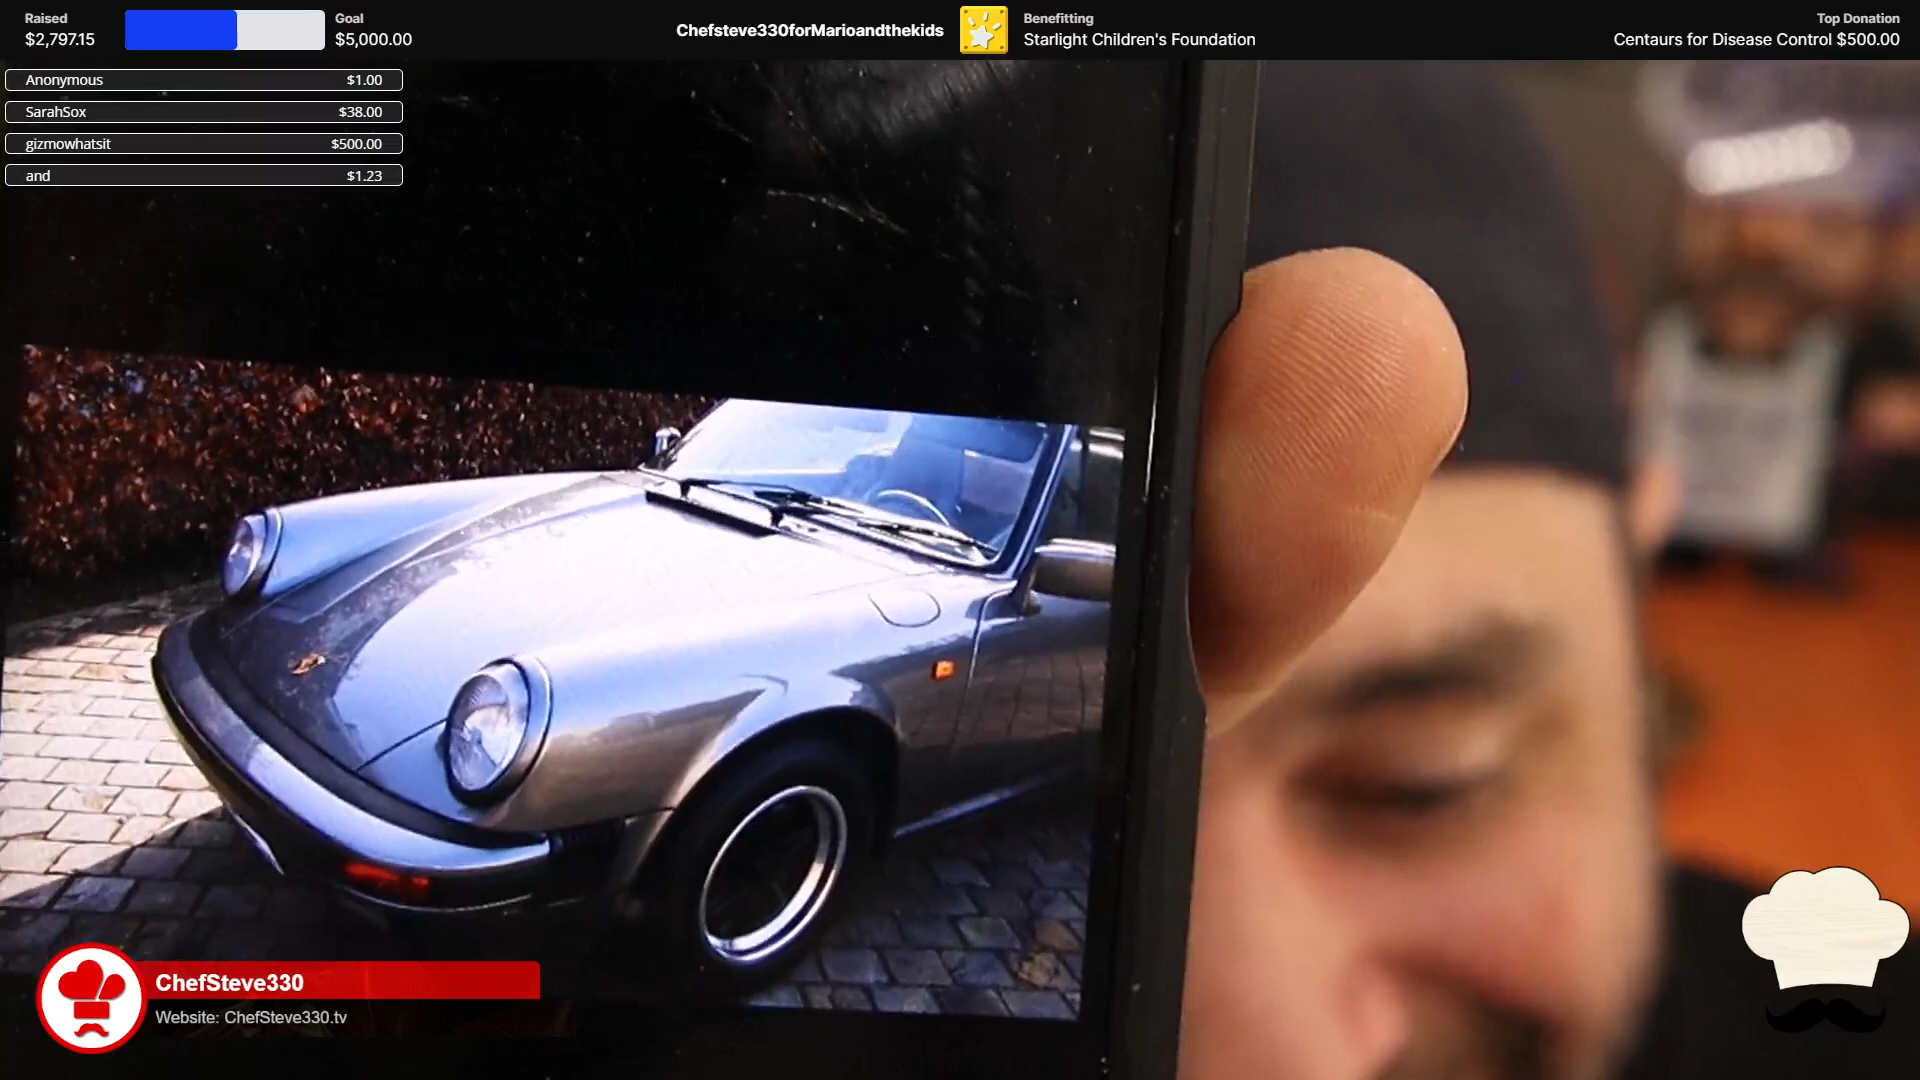 Raised
$2,797.15
Goal
$5,000.00
Chefsteve330forMarioandthekids
Benefitting
Starlight Children's Foundation
Top Donation
Centaurs for Disease Control $500.00
Anonymous $1.00
SarahSox $38.00
gizmowhatsit $500.00
and $1.23
ChefSteve330
Website: ChefSteve330.tv